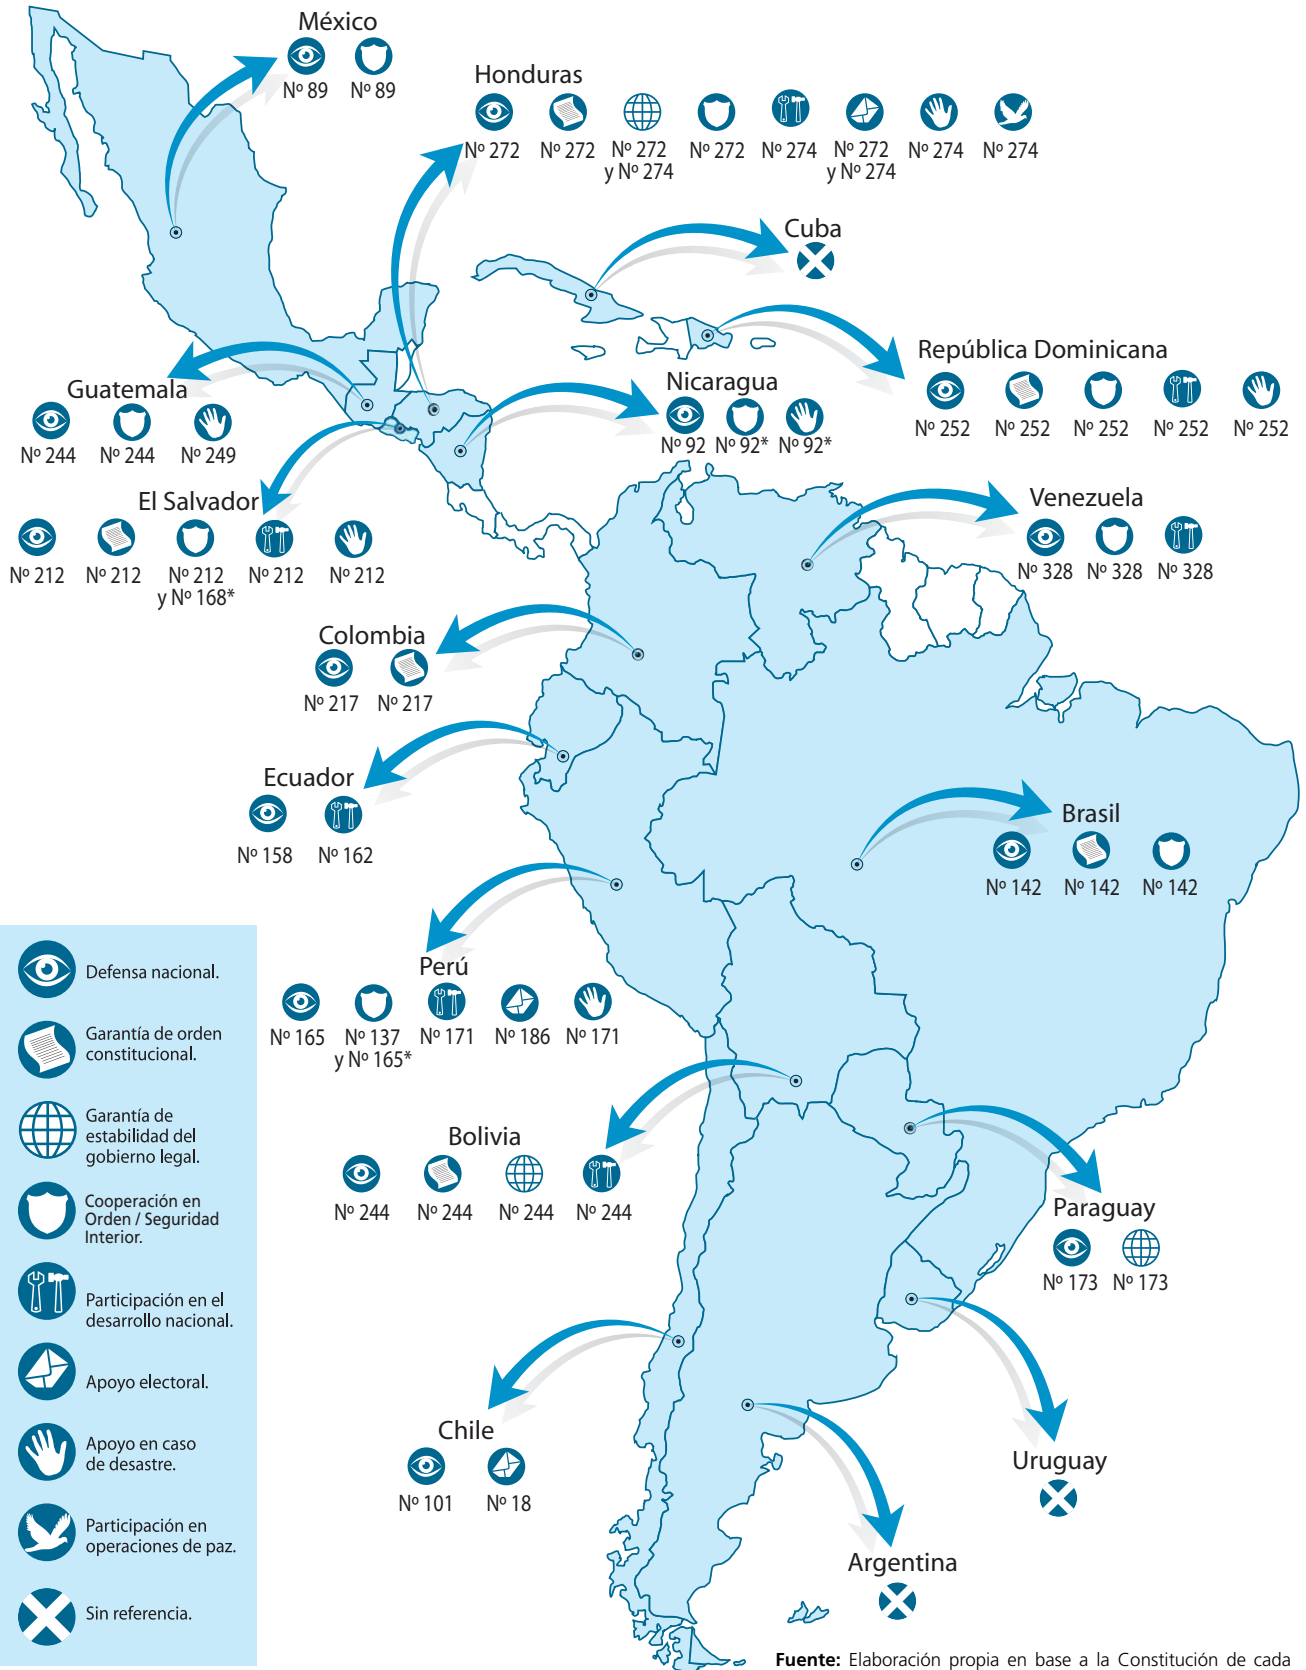 México
Nº 89 Nº 89
Honduras
Nº 272 Nº 272 Nº 272 Nº 272 Nº 274 Nº 272 Nº 274 Nº 274
y Nº 274 y Nº 274
Cuba
República Dominicana
Nº 252 Nº 252 Nº 252 Nº 252 Nº 252
Guatemala
Nº 244 Nº 244 Nº 249
Nicaragua
Nº 92 Nº 92* Nº 92*
El Salvador
Nº 212 Nº 212 Nº 212 Nº 212 Nº 212
y Nº 168*
Venezuela
Nº 328 Nº 328 Nº 328
Colombia
Nº 217 Nº 217
Ecuador
Nº 158 Nº 162
Brasil
Nº 142 Nº 142 Nº 142
Perú
Nº 165 Nº 137 Nº 171 Nº 186 Nº 171
y Nº 165*
Bolivia
Nº 244 Nº 244 Nº 244 Nº 244
Paraguay
Nº 173 Nº 173
Chile
Nº 101 Nº 18
Uruguay
Argentina
Defensa nacional.
Garantía de orden
constitucional.
Garantía de
estabilidad del
gobierno legal.
Cooperación en
Orden / Seguridad
Interior.
Participación en el
desarrollo nacional.
Apoyo electoral.
Apoyo en caso
de desastre.
Participación en
operaciones de paz.
Sin referencia.
Fuente: Elaboración propia en base a la Constitución de cada